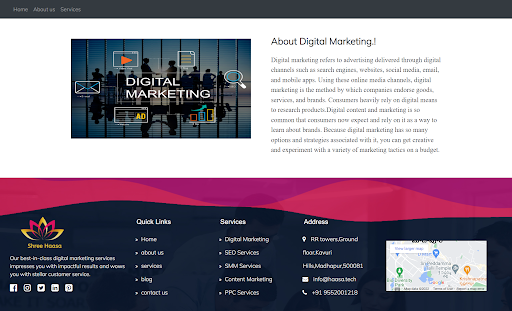 Home About us Services
DIGITAL
MARKETING
AD
About Digital Marketing.!
Digital marketing refers to advertising delivered through digital
channels such as search engines, websites, social media, email,
and mobile apps. Using these online media channels, digital
marketing is the method by which companies endorse goods,
services, and brands. Consumers heavily rely on digital means
to research products.Digital content and marketing is so
common that consumers now expect and rely on it as a way to
learn about brands. Because digital marketing has so many
options and strategies associated with it, you can get creative
and experiment with a variety of marketing tactics on a budget.
Shree Haasa
Our best-in-class digital marketing services
impresses you with impactful results and wows
you with stellar customer service.
Quick Links
» Home
» about us
» services
» blog
» contact us
Services
» Digital Marketing
» SEO Services
» SMM Services
» Content Marketing
» PPC Services
Address
RR towers,Ground
floor,Kavuri
Hills,Madhapur,500081
info@haasa.tech
+91 9552001218
View larger map